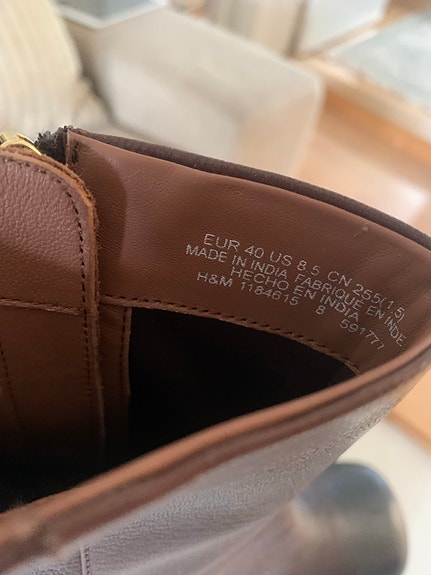 EUR 40 US 8.5 CN 255(1.5)
MADE IN INDIA FABRIQUE EN INDE
HECHO EN INDIA
H&M 1184615 8 591777